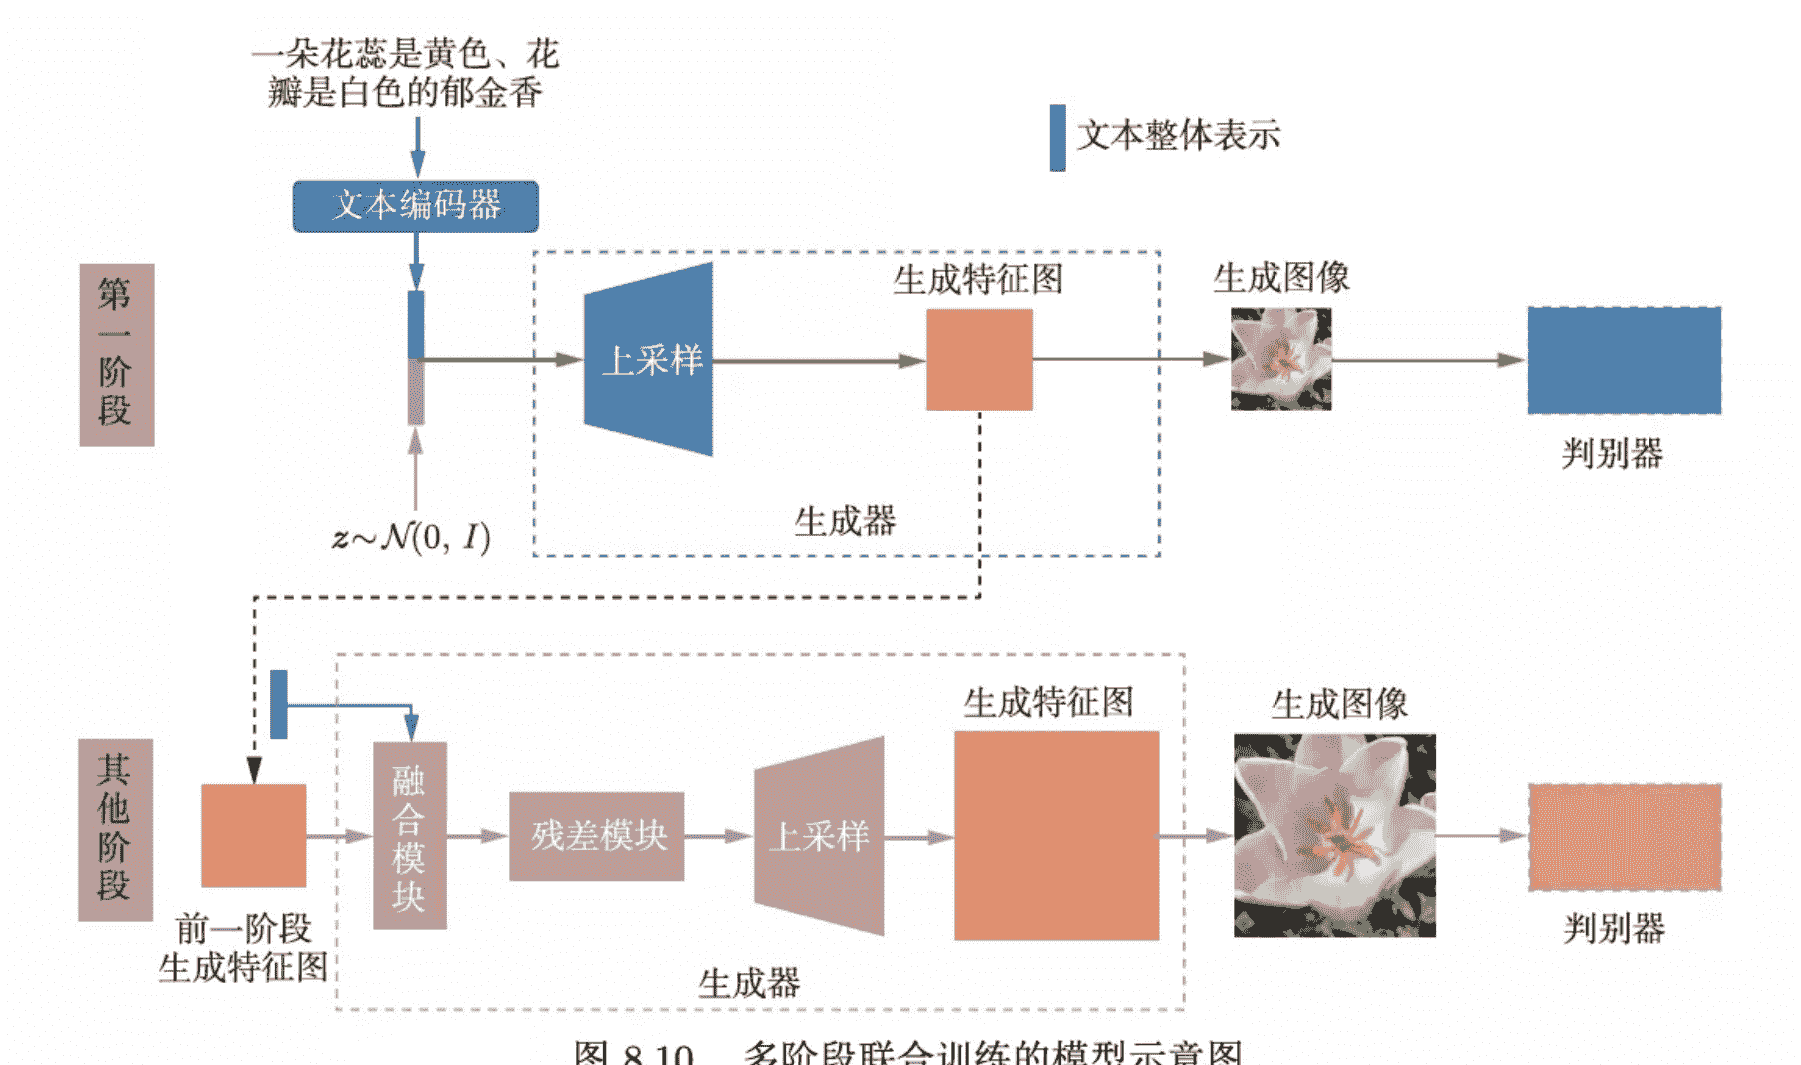 一朵花蕊是黄色、花
瓣是白色的郁金香
文本整体表示
文本编码器
第一阶段
生成特征图
生成图像
上采样
判别器
生成器
z~N(0, I)
生成特征图
生成图像
其他阶段
融合模块
残差模块
上采样
前一阶段
生成特征图
判别器
生成器
图 8.10 多阶段联合训练的模型示意图